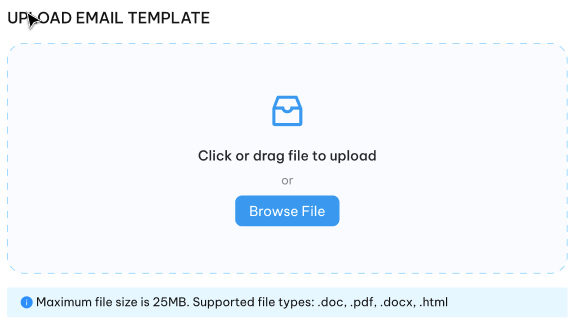 UPLOAD EMAIL TEMPLATE
Click or drag file to upload
or
Browse File
Maximum file size is 25MB. Supported file types: .doc, .pdf, .docx, .html